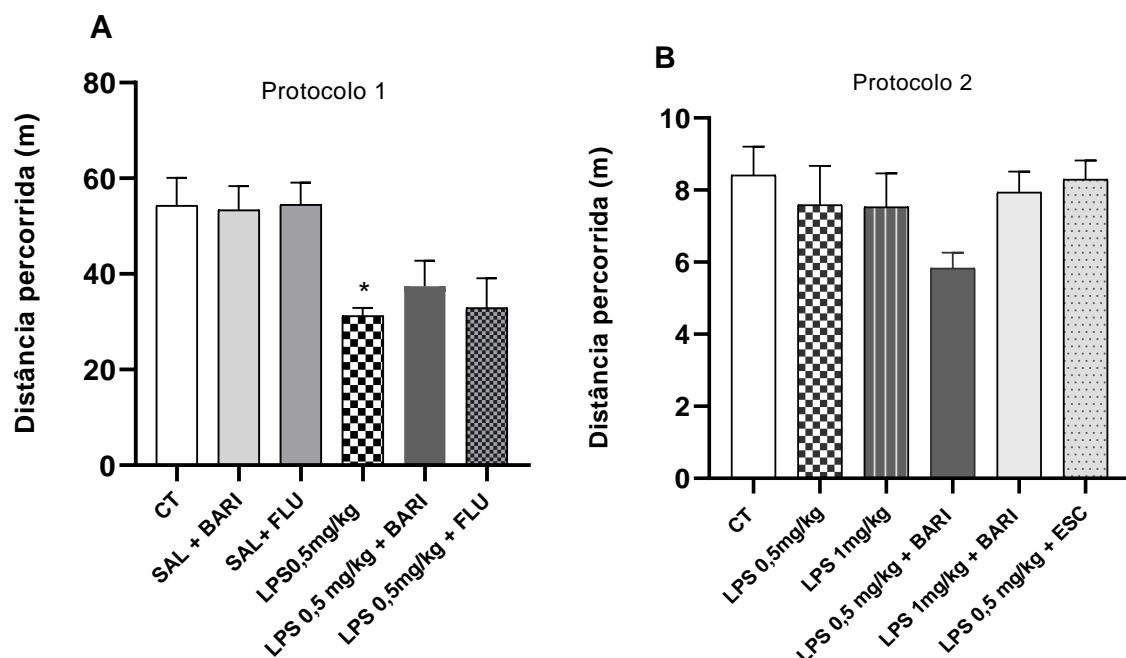 A
Protocolo 1
Distância percorrida (m)
80
60
40
20
0
*
CT
SAL + BARI
SAL+ FLU
LPS0,5mg/kg
LPS 0,5 mg/kg + BARI
LPS 0,5mg/kg + FLU
B
Protocolo 2
Distância percorrida (m)
10
8
6
4
2
0
CT
LPS 0,5mg/kg
LPS 1mg/kg
LPS 0,5 mg/kg + BARI
LPS 1mg/kg + BARI
LPS 0,5 mg/kg + ESC